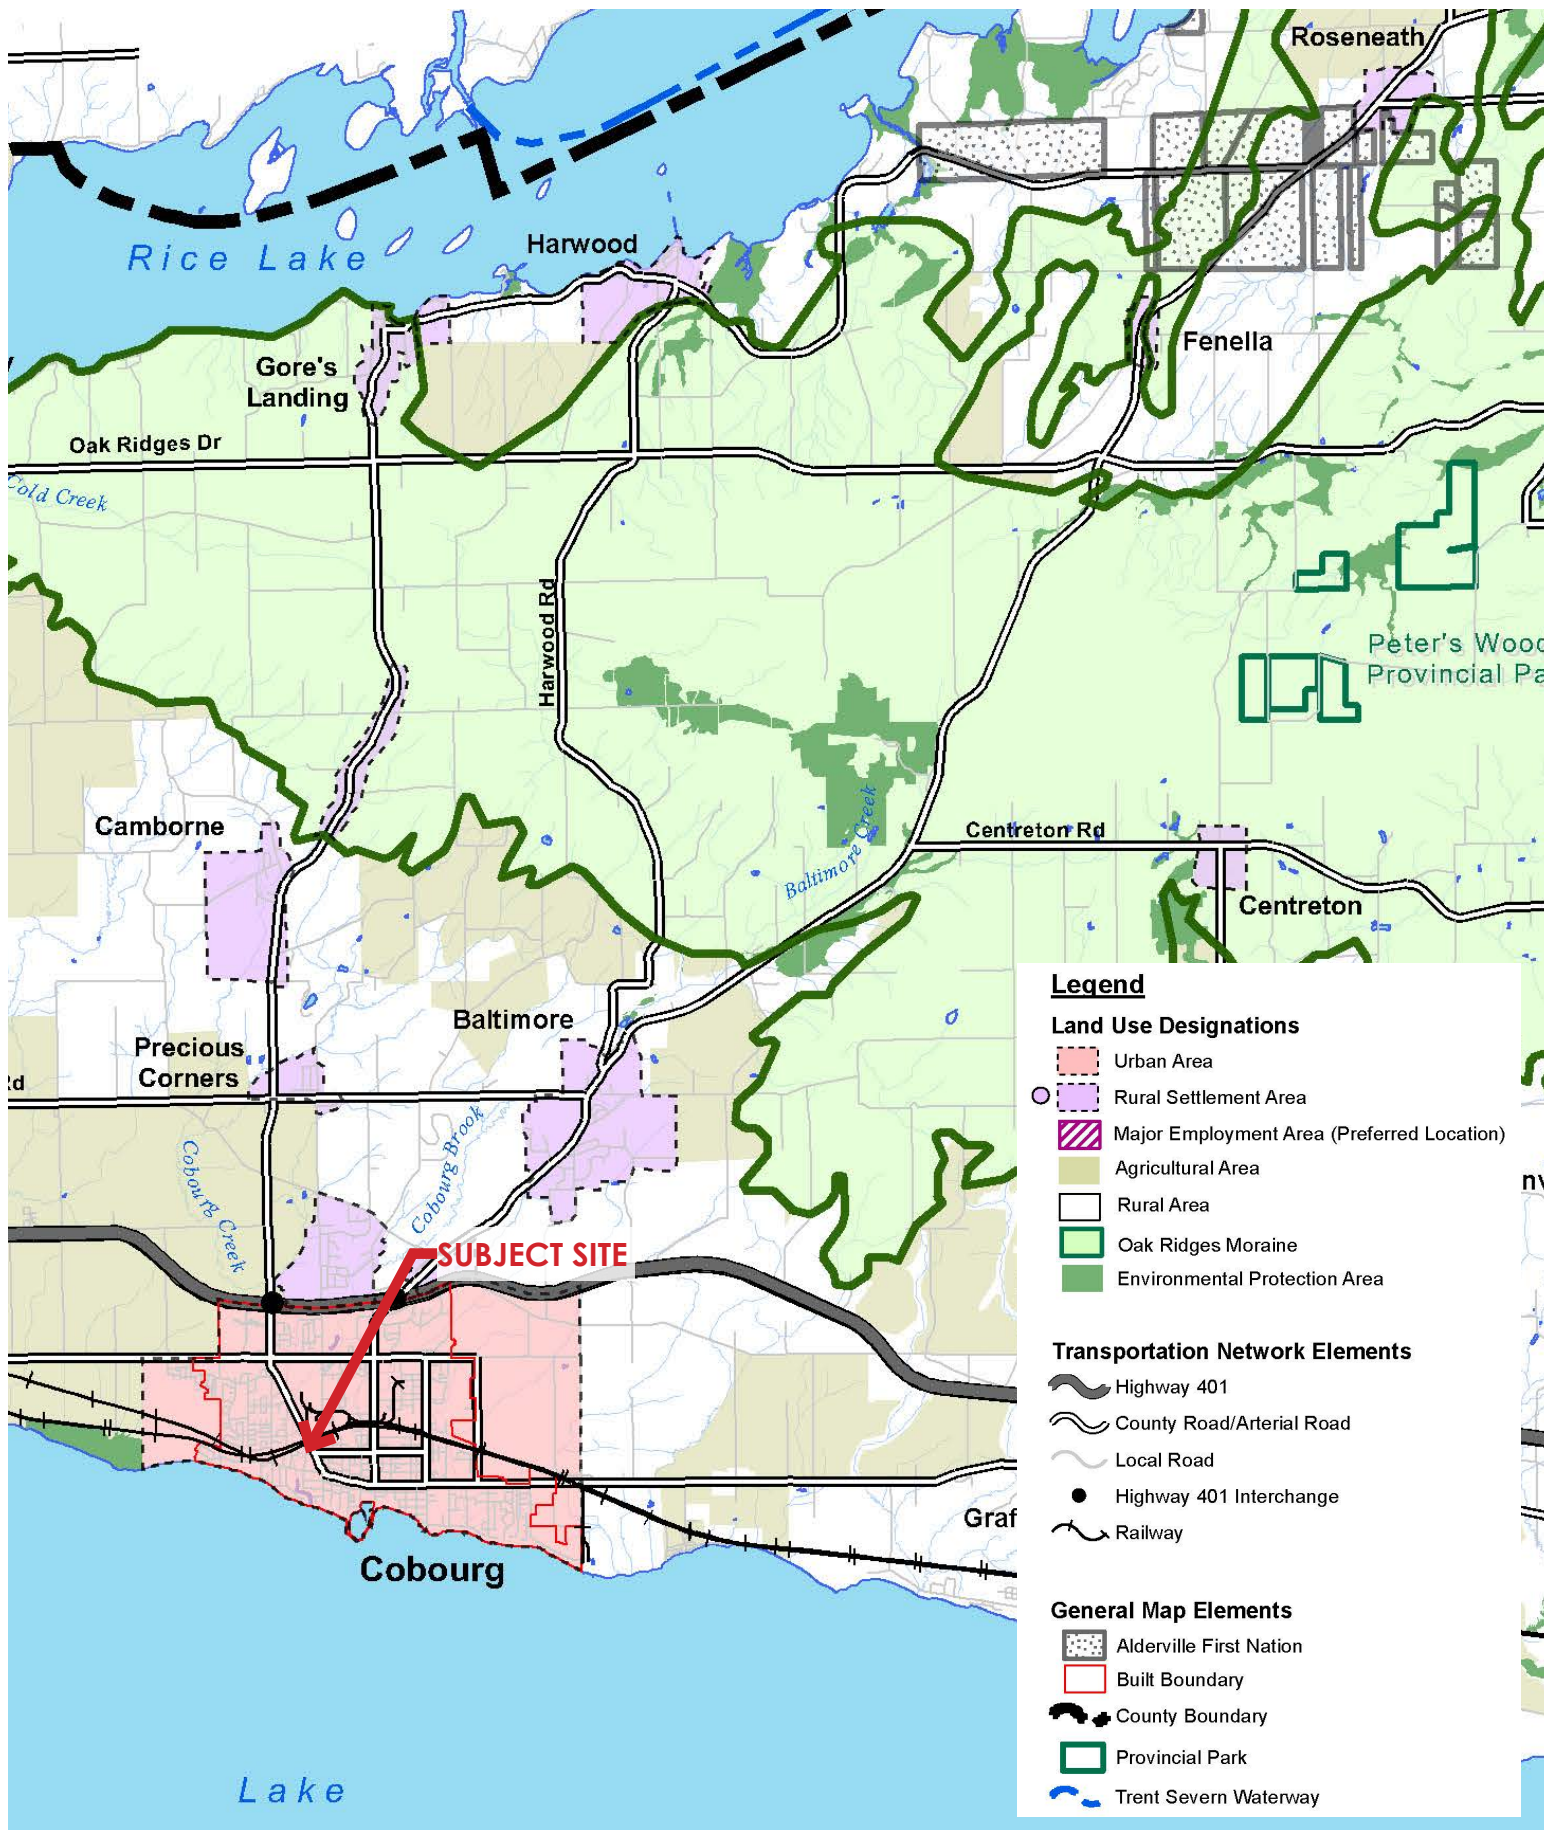 Roseneath
Rice Lake
Harwood
Fenella
Gore's
Landing
Oak Ridges Dr
Cold Creek
Harwood Rd
Peter's Wood
Provincial Pa
Camborne
Centreton Rd
Baltimore Creek
Centreton
Baltimore
Precious
Corners
Rd
Cobourg Brook
Cobourg Creek
SUBJECT SITE
Graf
Cobourg
Lake
Legend
Land Use Designations
Urban Area
Rural Settlement Area
Major Employment Area (Preferred Location)
Agricultural Area
Rural Area
Oak Ridges Moraine
Environmental Protection Area
Transportation Network Elements
Highway 401
County Road/Arterial Road
Local Road
Highway 401 Interchange
Railway
General Map Elements
Alderville First Nation
Built Boundary
County Boundary
Provincial Park
Trent Severn Waterway